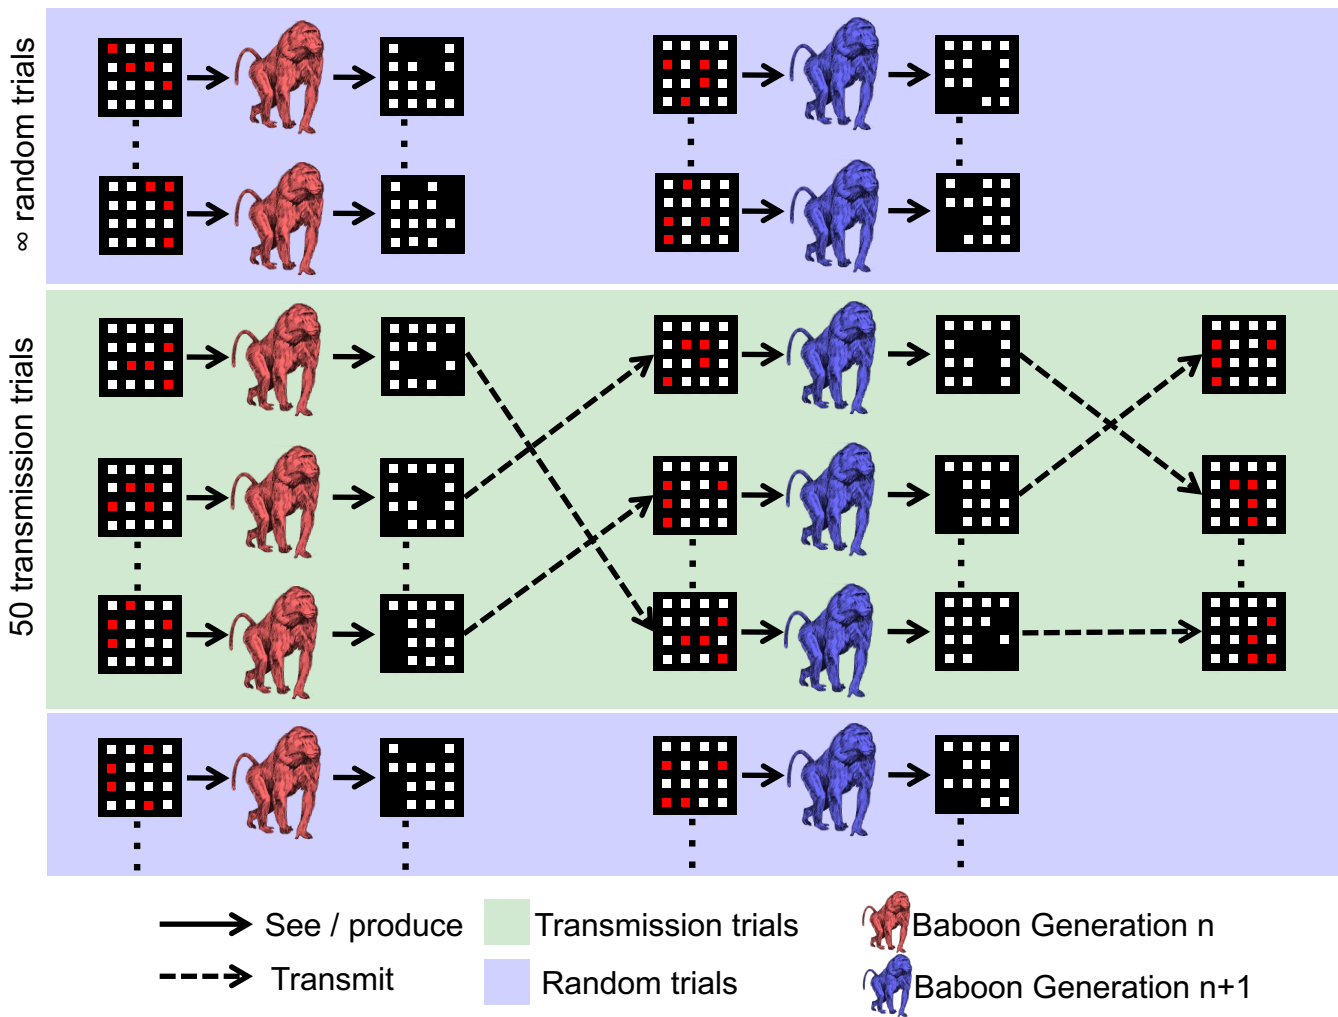 ∞ random trials
50 transmission trials
See / produce
Transmission trials
Baboon Generation n
Transmit
Random trials
Baboon Generation n+1